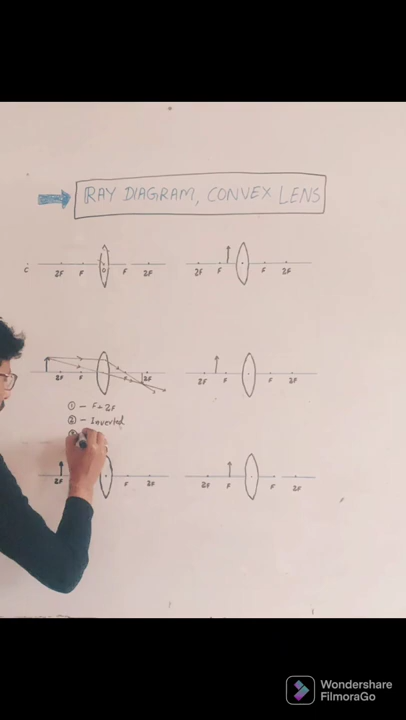 RAY DIAGRAM, CONVEX LENS
C 2F F O F 2F
2F F F 2F
2F F F 2F
2F F F 2F
① - F & 2F
② - Inverted
2F F 2F
F F 2F
Wondershare
FilmoraGo